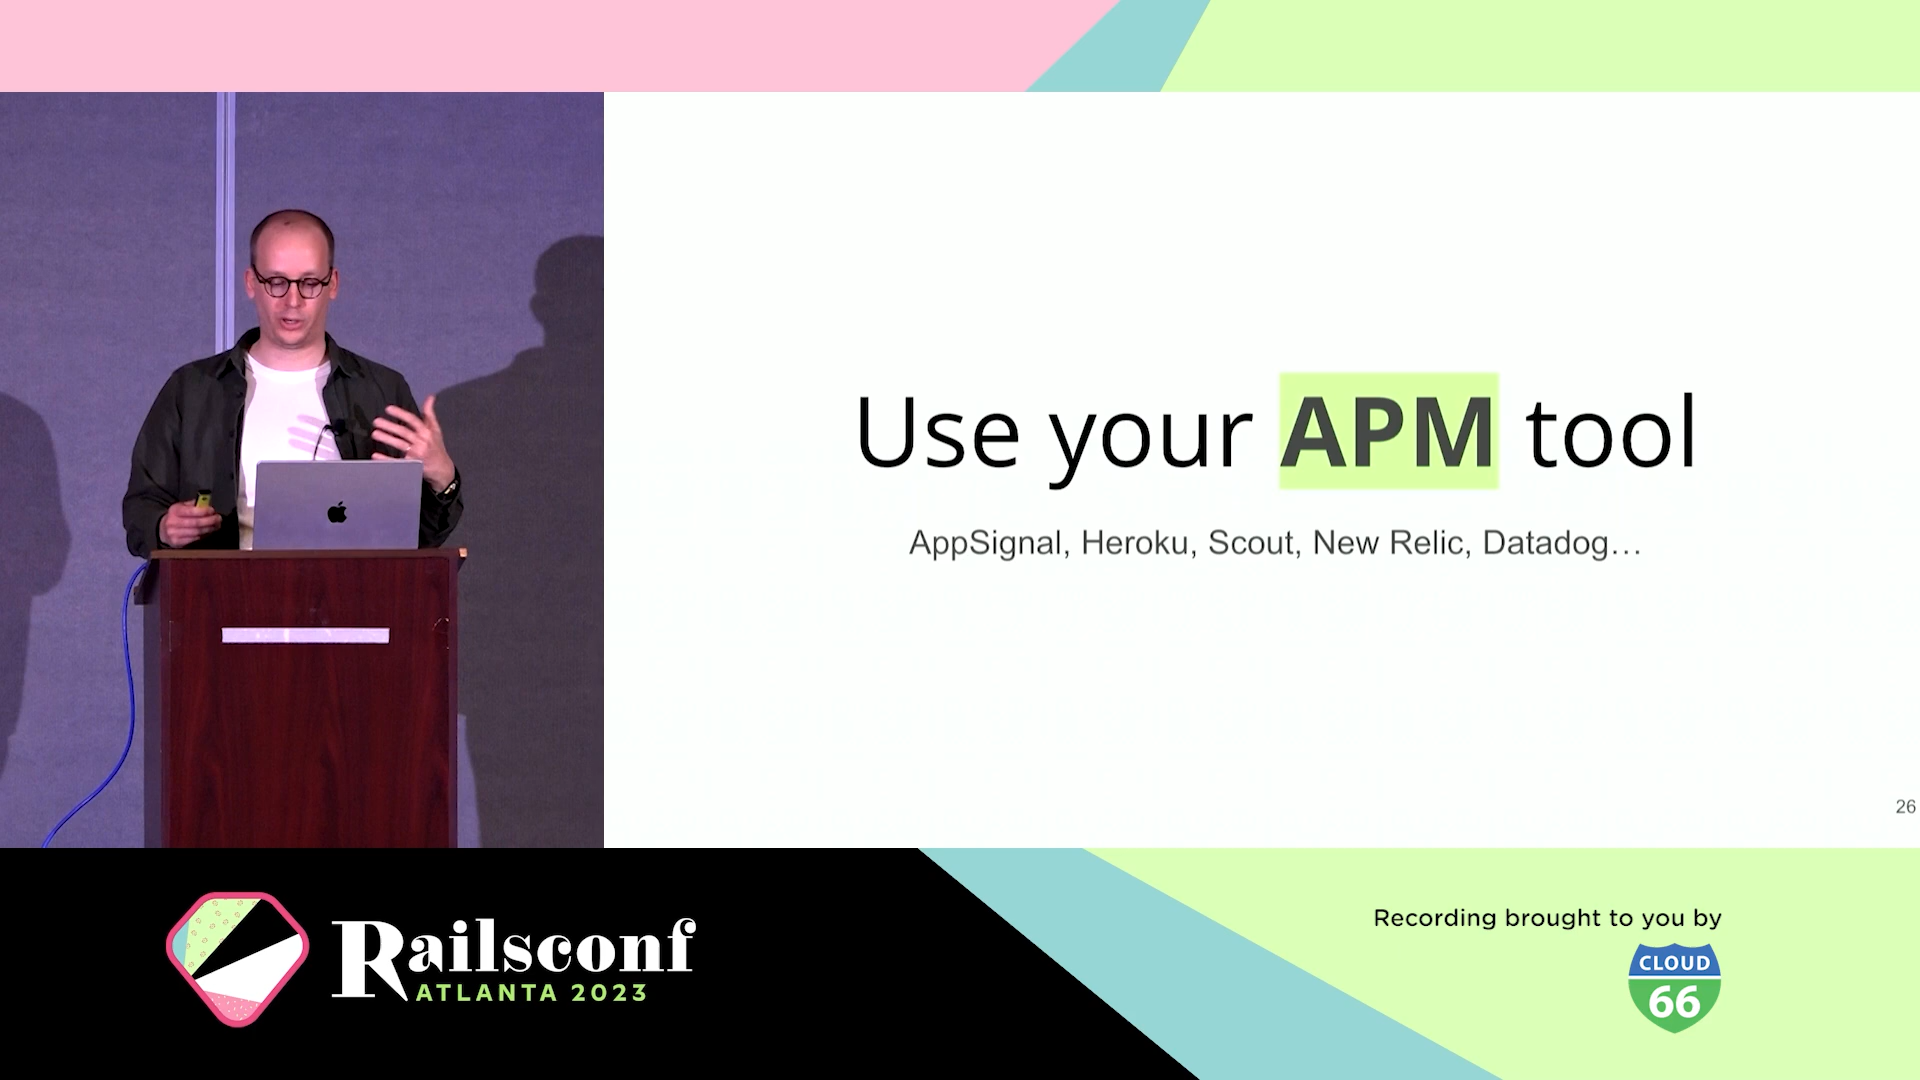 Use your APM tool
AppSignal, Heroku, Scout, New Relic, Datadog…
26
Railsconf
ATLANTA 2023
Recording brought to you by
CLOUD
66